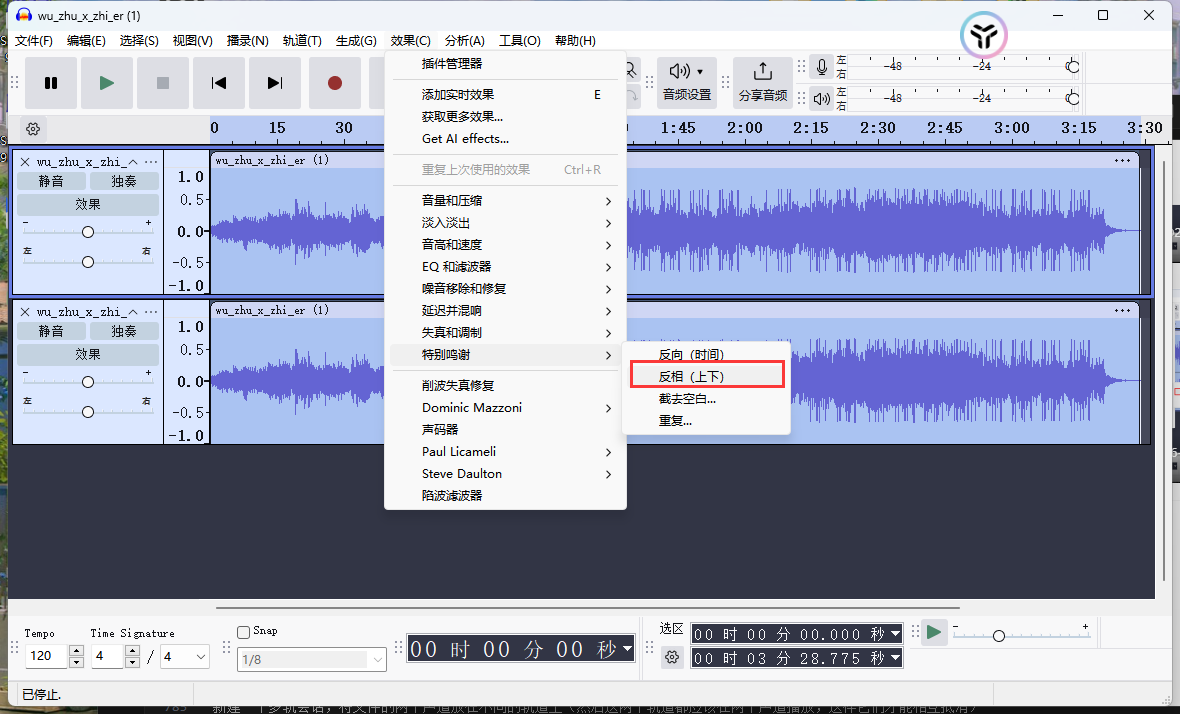 wu_zhu_x_zhi_er (1)
文件(F) 编辑(E) 选择(S) 视图(V) 播录(N) 轨道(T) 生成(G) 效果(C) 分析(A) 工具(O) 帮助(H)
插件管理器
添加实时效果 E
获取更多效果...
Get AI effects...
重复上次使用的效果 Ctrl+R
音量和压缩
淡入淡出
音高和速度
EQ 和滤波器
噪音移除和修复
延迟并混响
失真和调制
特别鸣谢
削波失真修复
Dominic Mazzoni
声码器
Paul Licameli
Steve Daulton
陷波滤波器
反向（时间）
反相（上下）
截去空白...
重复...
音频设置
分享音频
左 -48 -24 0
右
左 -48 -24 0
右
0 15 30 1:45 2:00 2:15 2:30 2:45 3:00 3:15 3:30
wu_zhu_x_zhi_ ...
静音 独奏
效果
- +
左 右
1.0
0.5
0.0
-0.5
-1.0
wu_zhu_x_zhi_er (1) ...
wu_zhu_x_zhi_ ...
静音 独奏
效果
- +
左 右
1.0
0.5
0.0
-0.5
-1.0
wu_zhu_x_zhi_er (1) ...
Tempo
120
Time Signature
4 / 4
Snap
1/8
00 时 00 分 00 秒
选区
00 时 00 分 00.000 秒
00 时 03 分 28.775 秒
- +
已停止.